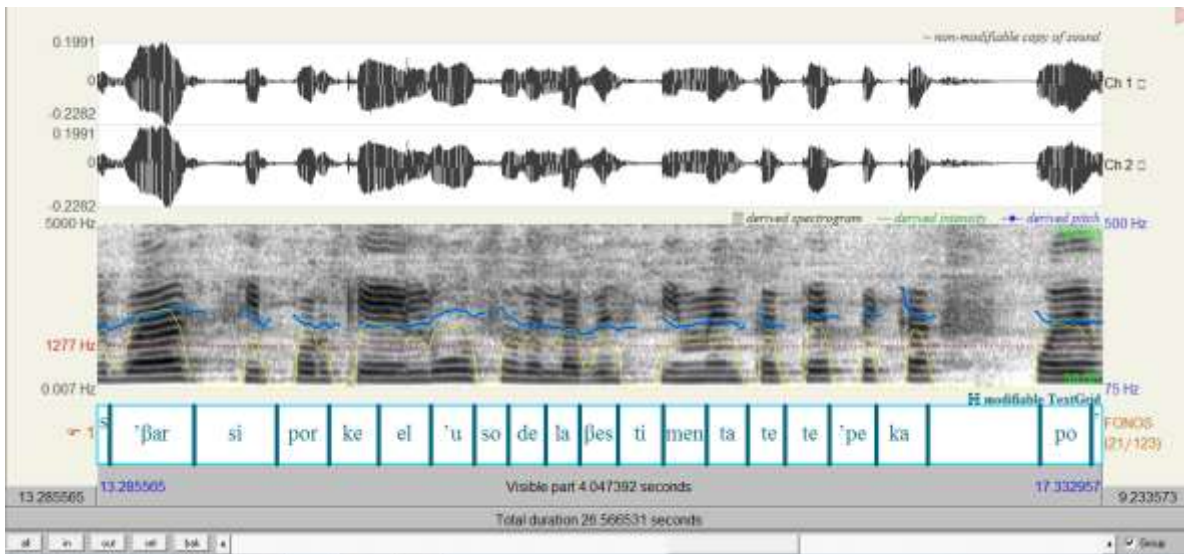 ~ non-modifiable copy of sound
0.1991
0
-0.2282
Ch 1
0.1991
0
-0.2282
Ch 2
5000 Hz
derived spectrogram — derived intensity derived pitch
500 Hz
1277 Hz
0.007 Hz
75 Hz
modifiable TextGrid
1
s ’βar si por ke el ’u so de la βes ti men ta te te ’pe ka po
FONOS
(21/123)
13.285565
13.285565
Visible part 4.047392 seconds
17.332957
9.233573
Total duration 26.566531 seconds
all in out sel bak
Group